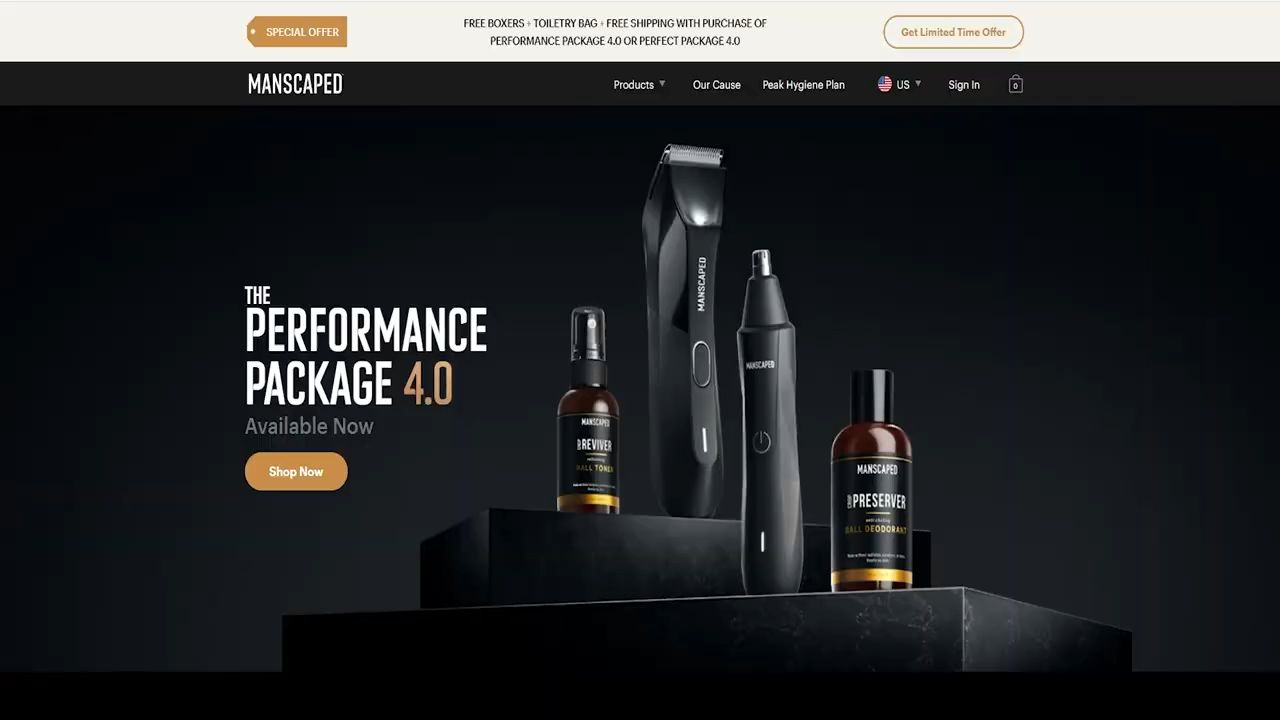 SPECIAL OFFER
FREE BOXERS + TOILETRY BAG + FREE SHIPPING WITH PURCHASE OF
PERFORMANCE PACKAGE 4.0 OR PERFECT PACKAGE 4.0
Get Limited Time Offer
MANSCAPED
Products
Our Cause
Peak Hygiene Plan
US
Sign In
0
THE
PERFORMANCE
PACKAGE 4.0
Available Now
Shop Now
MANSCAPED
REVIVER
BALL TONER
MANSCAPED
MANSCAPED
MANSCAPED
PRESERVER
BALL DEODORANT